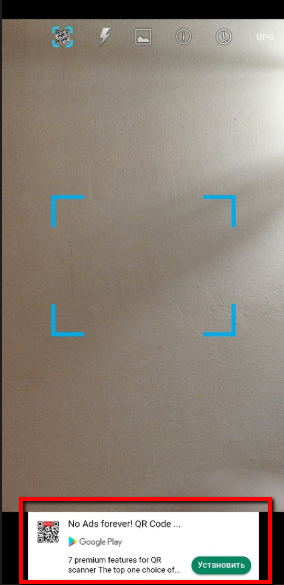 UPG
No Ads forever! QR Code ...
Google Play
7 premium features for QR
scanner The top one choice of...
Установить